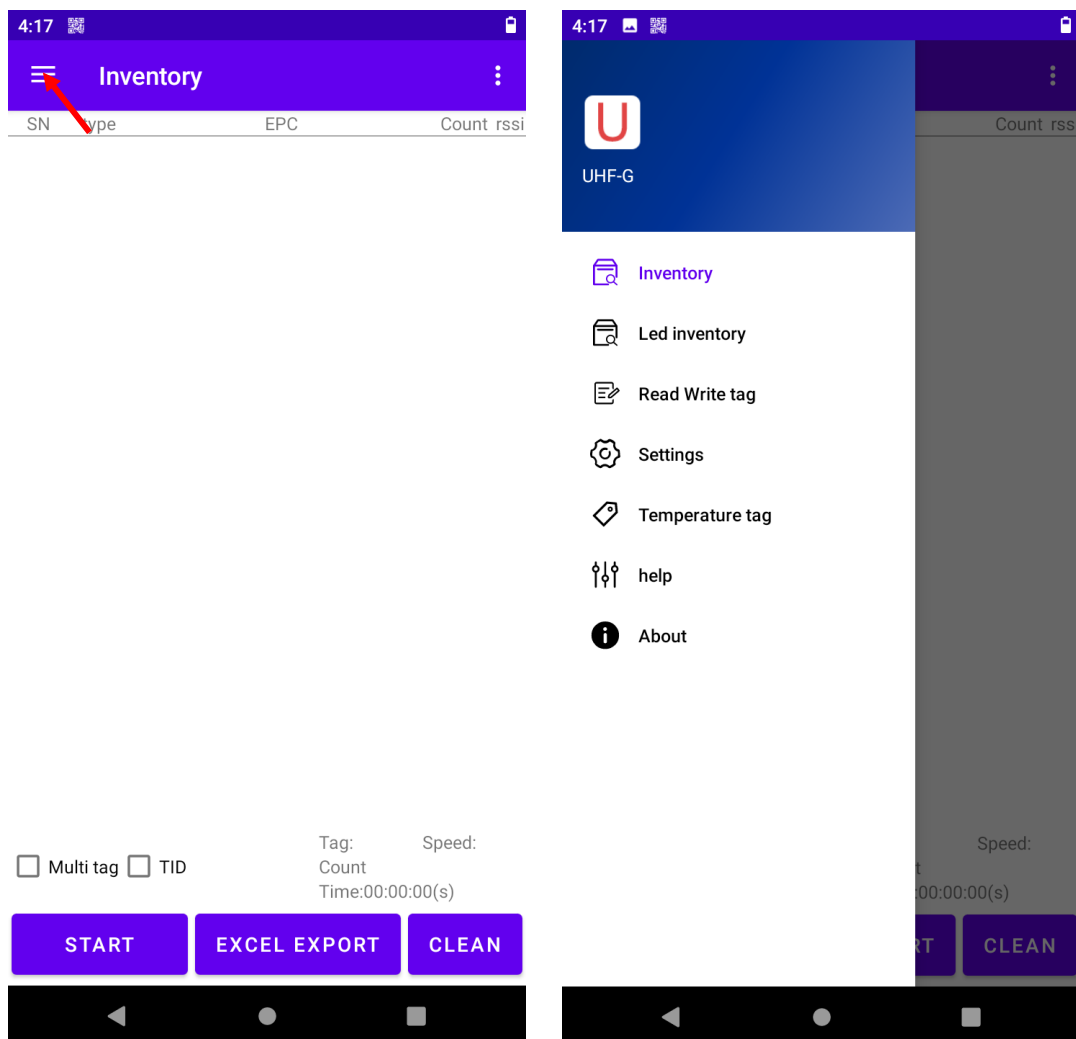 4:17
Inventory
SN type EPC Count rssi
Multi tag TID
Tag: Speed:
Count
Time:00:00:00(s)
START EXCEL EXPORT CLEAN
4:17
U
UHF-G
Count rss
Inventory
Led inventory
Read Write tag
Settings
Temperature tag
help
About
Speed:
t
:00:00:00(s)
RT CLEAN